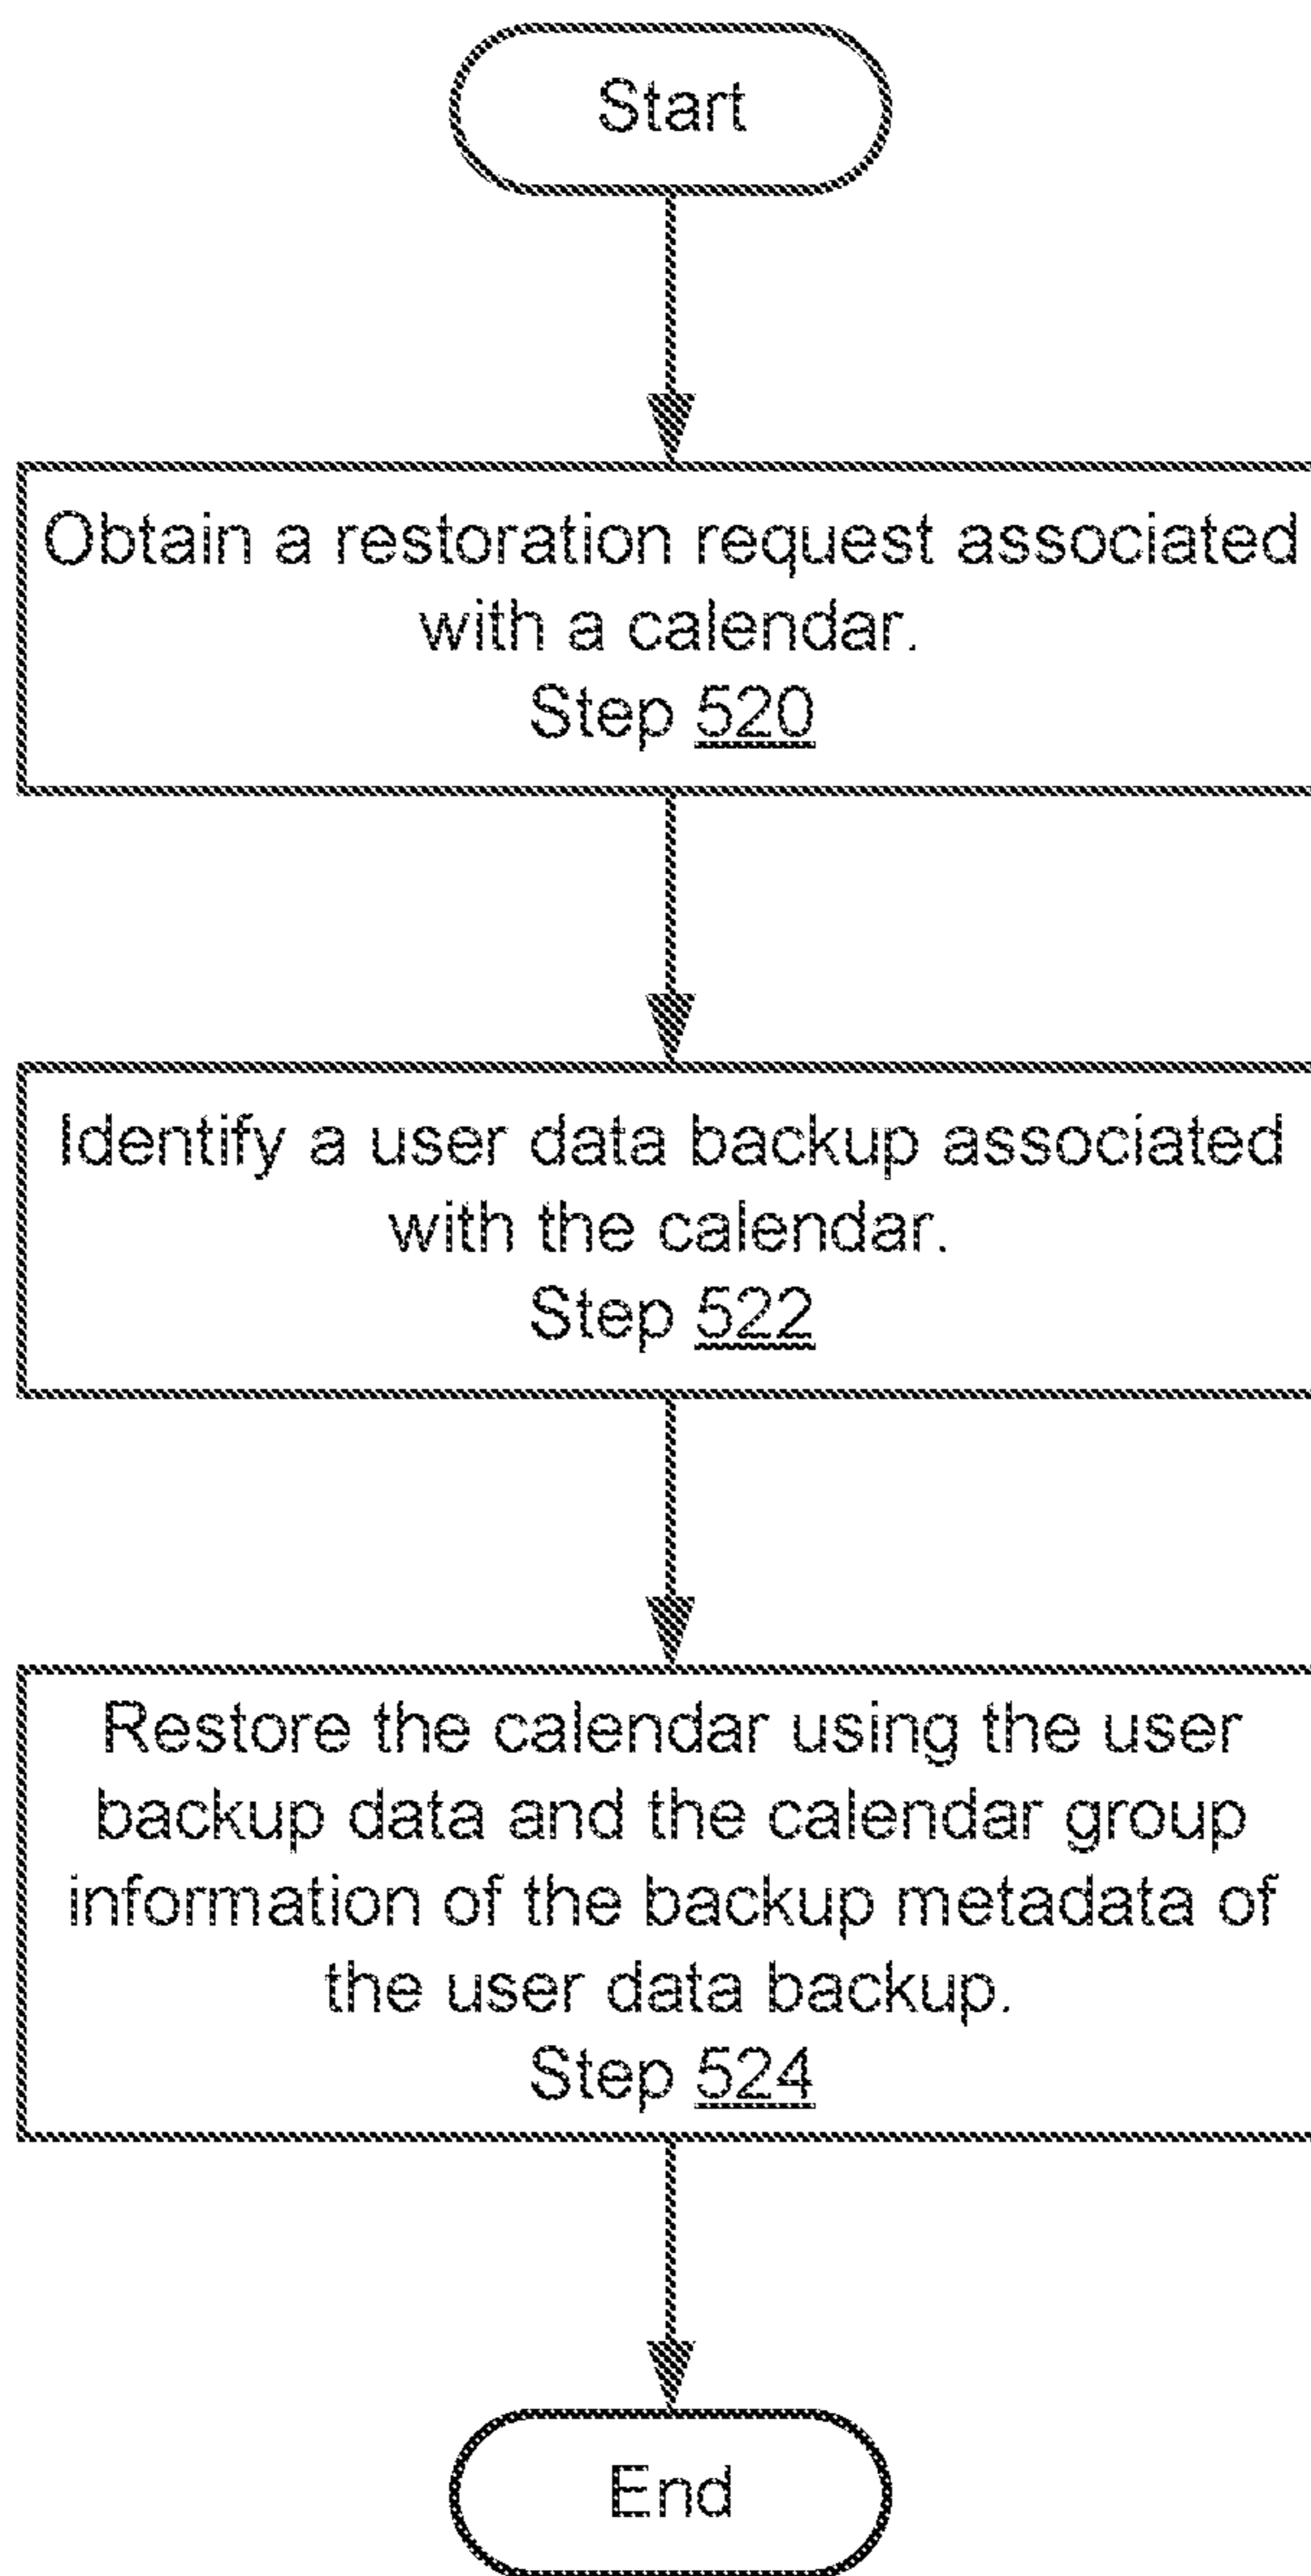 Start
Obtain a restoration request associated
with a calendar.
Step 520
Identify a user data backup associated
with the calendar.
Step 522
Restore the calendar using the user
backup data and the calendar group
information of the backup metadata of
the user data backup.
Step 524
End